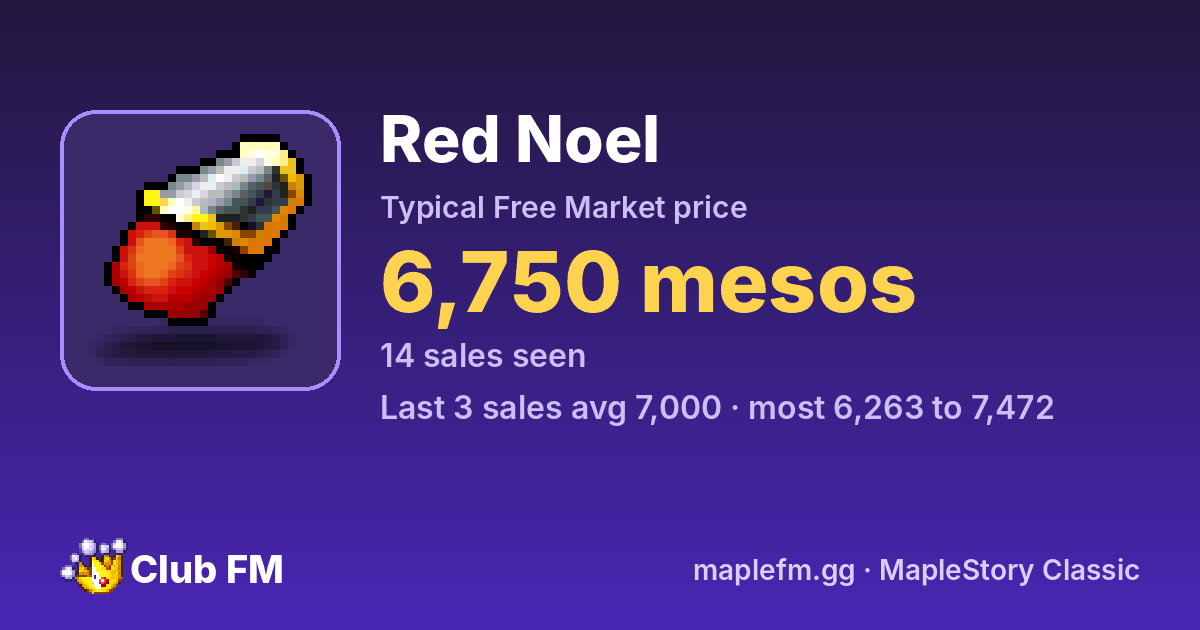 Red Noel
Typical Free Market price
6,750 mesos
14 sales seen
Last 3 sales avg 7,000 · most 6,263 to 7,472
Club FM
maplefm.gg · MapleStory Classic